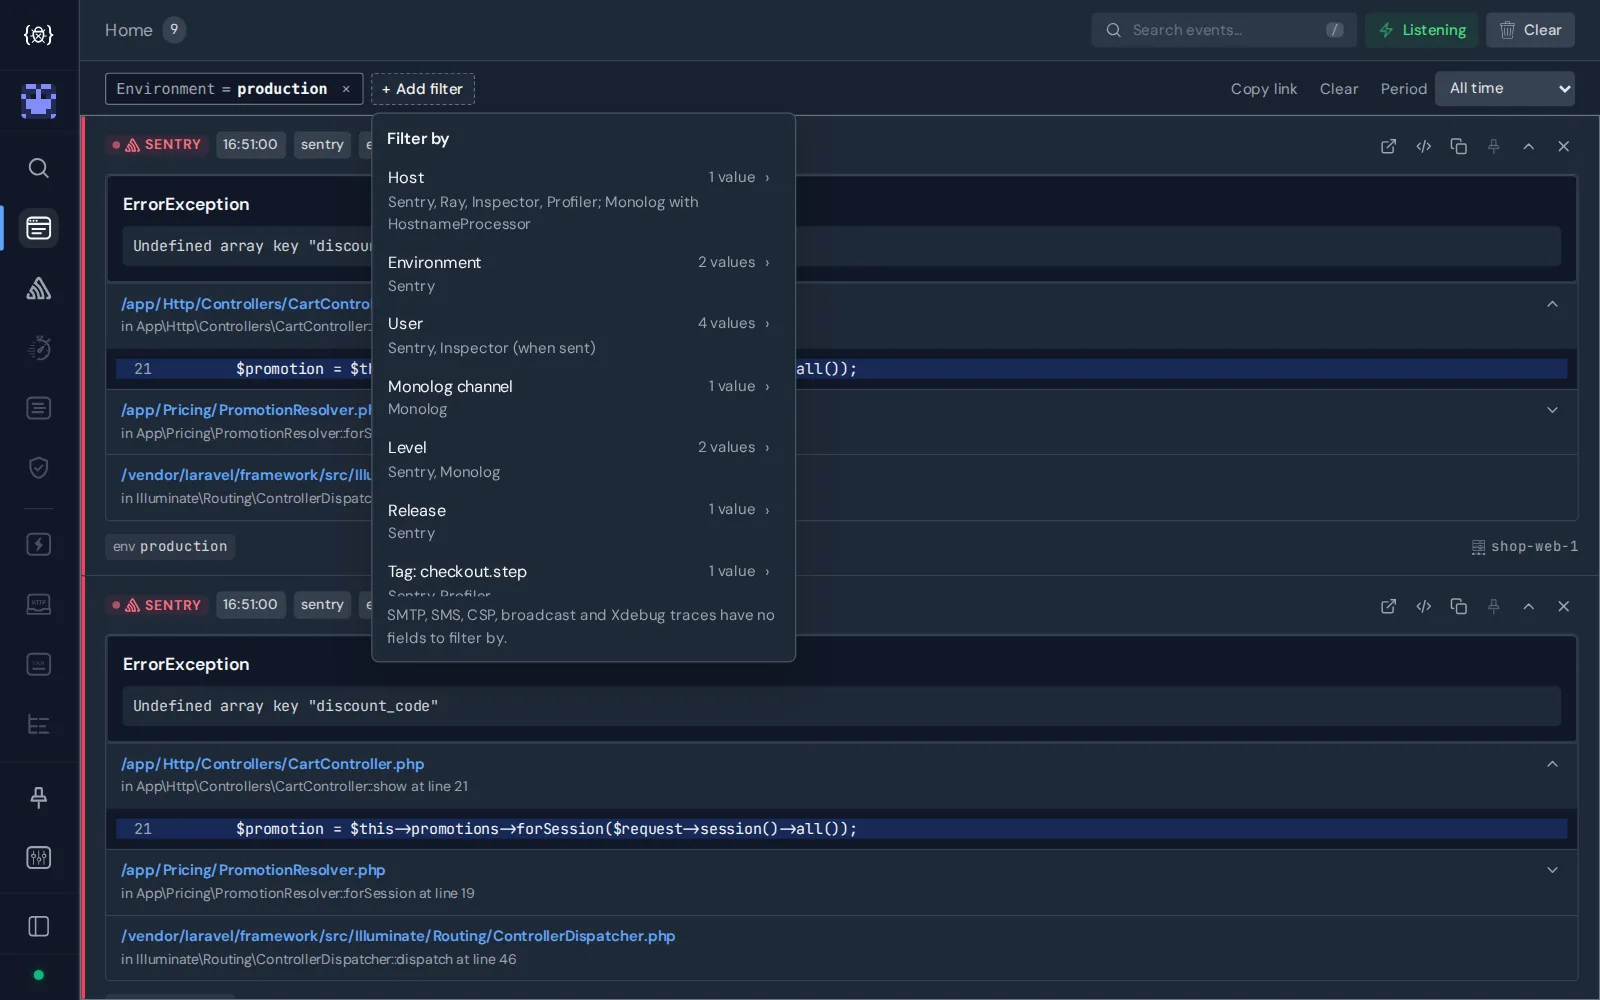 Home 9
Search events... /
Listening
Clear
Environment = production ×
+ Add filter
Copy link
Clear
Period
All time
SENTRY 16:51:00 sentry
Filter by
Host 1 value ›
Sentry, Ray, Inspector, Profiler; Monolog with
HostnameProcessor
Environment 2 values ›
Sentry
User 4 values ›
Sentry, Inspector (when sent)
Monolog channel 1 value ›
Monolog
Level 2 values ›
Sentry, Monolog
Release 1 value ›
Sentry
Tag: checkout.step 1 value ›
Sentry Profiler
SMTP, SMS, CSP, broadcast and Xdebug traces have no
fields to filter by.
ErrorException
Undefined array key "discou
/app/Http/Controllers/CartContro
in App\Http\Controllers\CartController:
21 $promotion = $th all());
/app/Pricing/PromotionResolver.ph
in App\Pricing\PromotionResolver::forS
/vendor/laravel/framework/src/Illu
in Illuminate\Routing\ControllerDispatc
env production
shop-web-1
SENTRY 16:51:00 sentry
ErrorException
Undefined array key "discount_code"
/app/Http/Controllers/CartController.php
in App\Http\Controllers\CartController::show at line 21
21 $promotion = $this->promotions->forSession($request->session()->all());
/app/Pricing/PromotionResolver.php
in App\Pricing\PromotionResolver::forSession at line 19
/vendor/laravel/framework/src/Illuminate/Routing/ControllerDispatcher.php
in Illuminate\Routing\ControllerDispatcher::dispatch at line 46